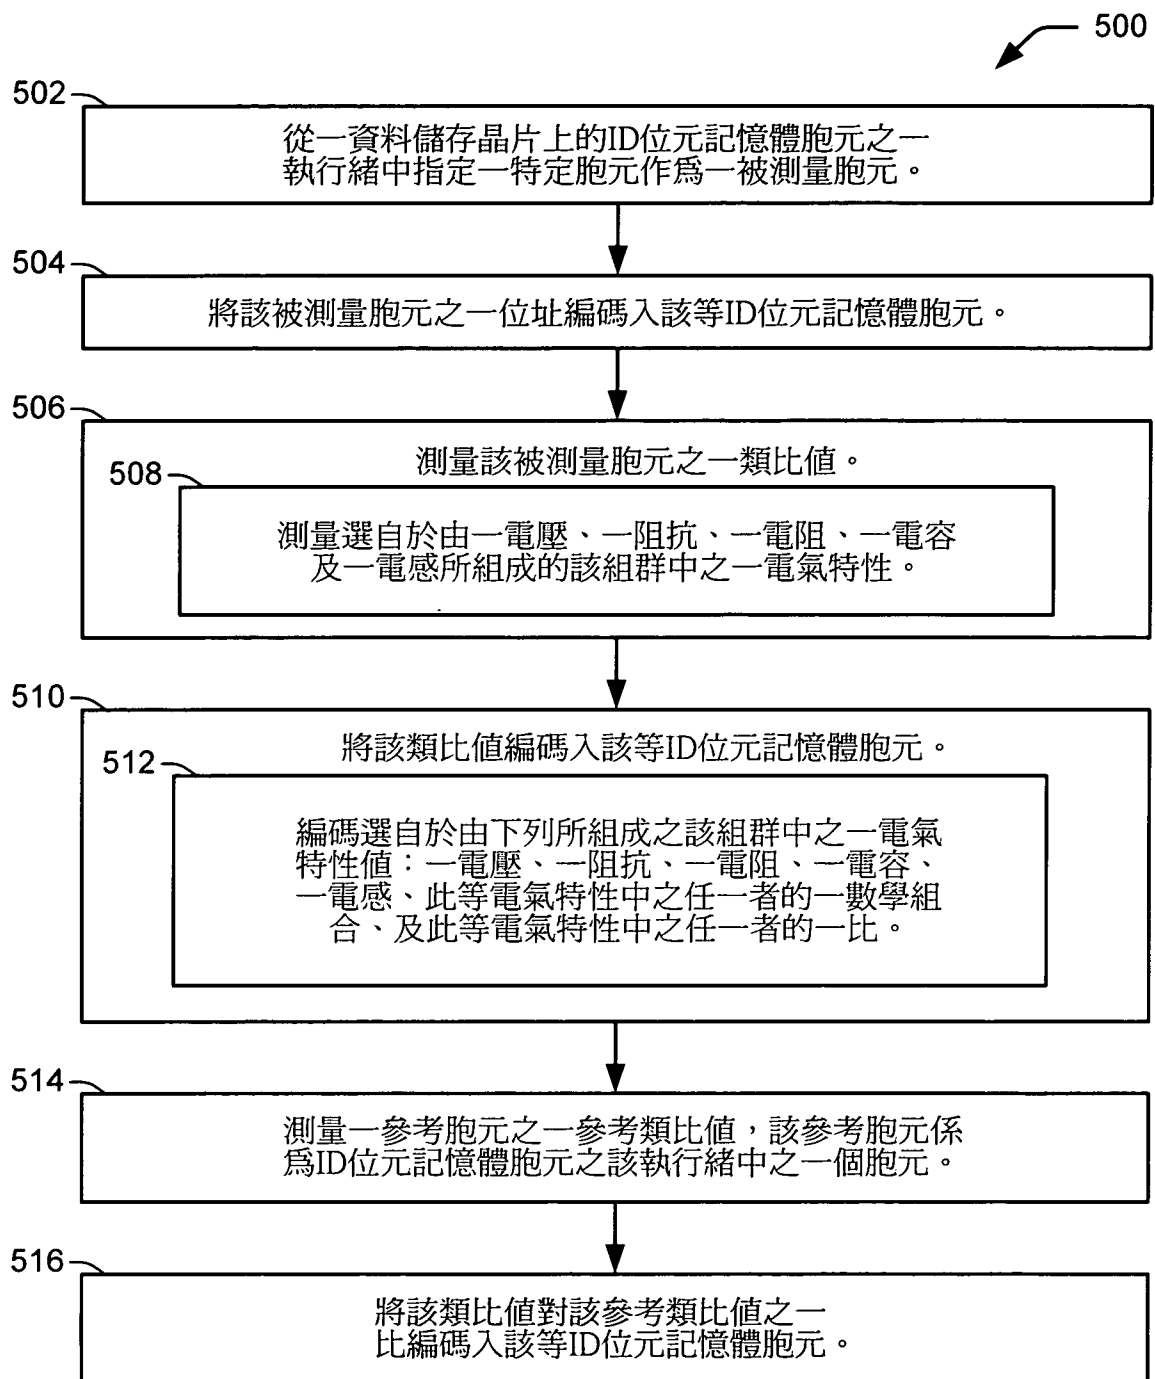 500
502
從一資料儲存晶片上的ID位元記憶體胞元之一
執行緒中指定一特定胞元作爲一被測量胞元。
504
將該被測量胞元之一位址編碼入該等ID位元記憶體胞元。
506
測量該被測量胞元之一類比值。
508
測量選自於由一電壓、一阻抗、一電阻、一電容
及一電感所組成的該組群中之一電氣特性。
510
將該類比值編碼入該等ID位元記憶體胞元。
512
編碼選自於由下列所組成之該組群中之一電氣
特性值：一電壓、一阻抗、一電阻、一電容、
一電感、此等電氣特性中之任一者的一數學組
合、及此等電氣特性中之任一者的一比。
514
測量一參考胞元之一參考類比值，該參考胞元係
爲ID位元記憶體胞元之該執行緒中之一個胞元。
516
將該類比值對該參考類比值之一
比編碼入該等ID位元記憶體胞元。